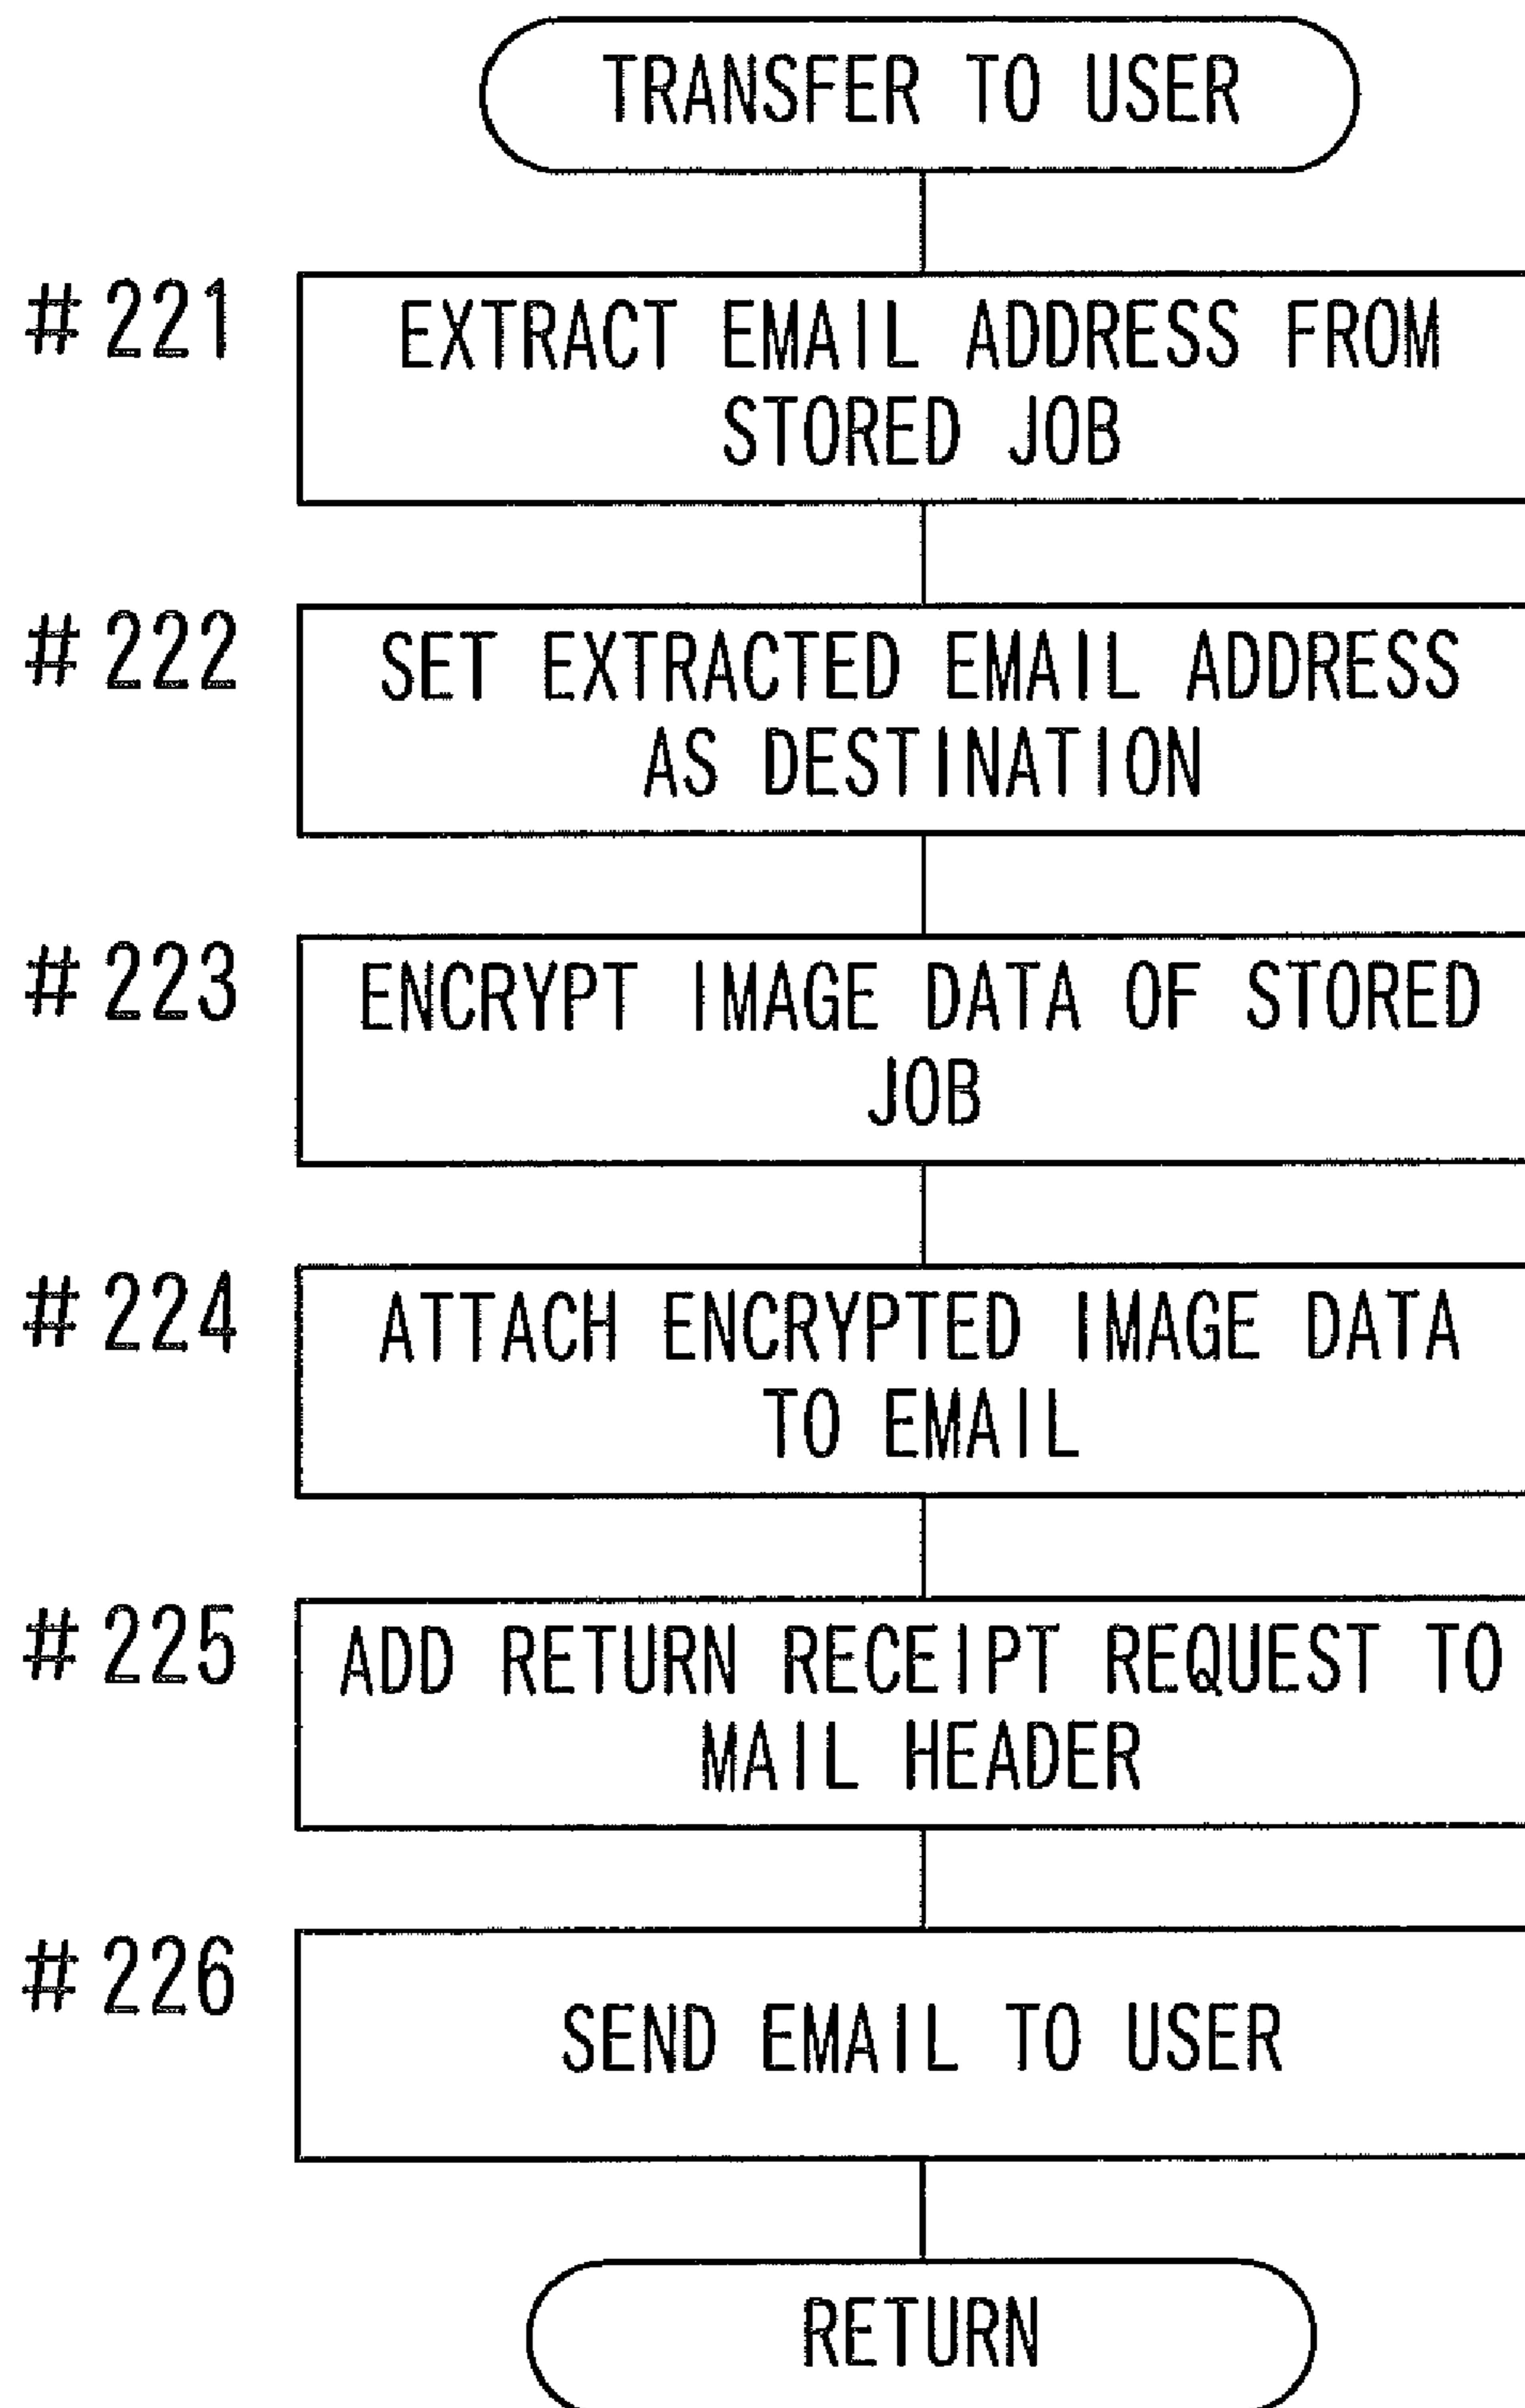 TRANSFER TO USER
#221
EXTRACT EMAIL ADDRESS FROM
STORED JOB
#222
SET EXTRACTED EMAIL ADDRESS
AS DESTINATION
#223
ENCRYPT IMAGE DATA OF STORED
JOB
#224
ATTACH ENCRYPTED IMAGE DATA
TO EMAIL
#225
ADD RETURN RECEIPT REQUEST TO
MAIL HEADER
#226
SEND EMAIL TO USER
RETURN